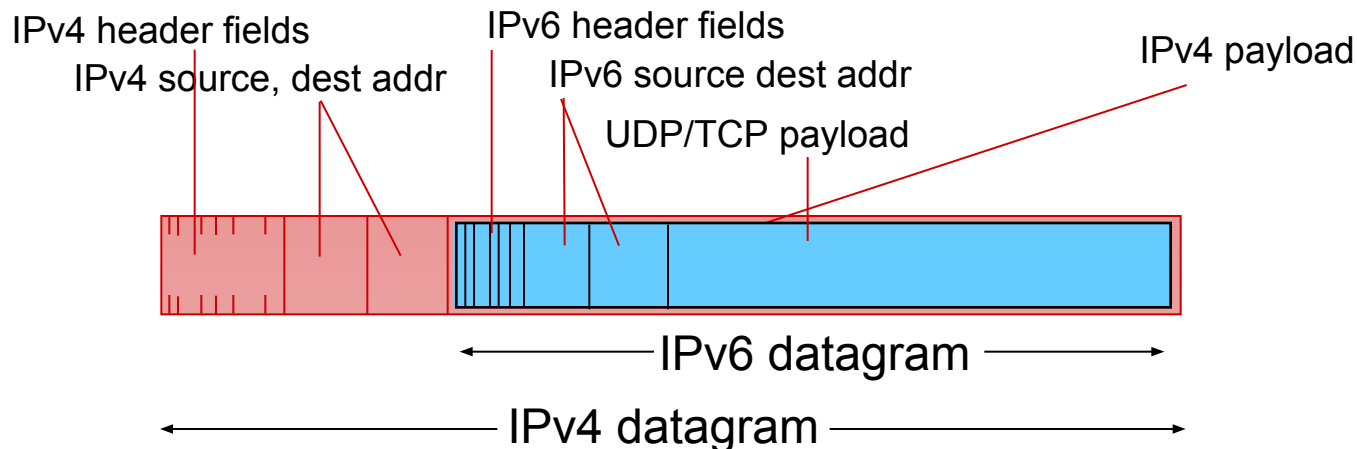 IPv4 header fields
IPv6 header fields
IPv4 payload
IPv4 source, dest addr
IPv6 source dest addr
UDP/TCP payload
IPv6 datagram
IPv4 datagram